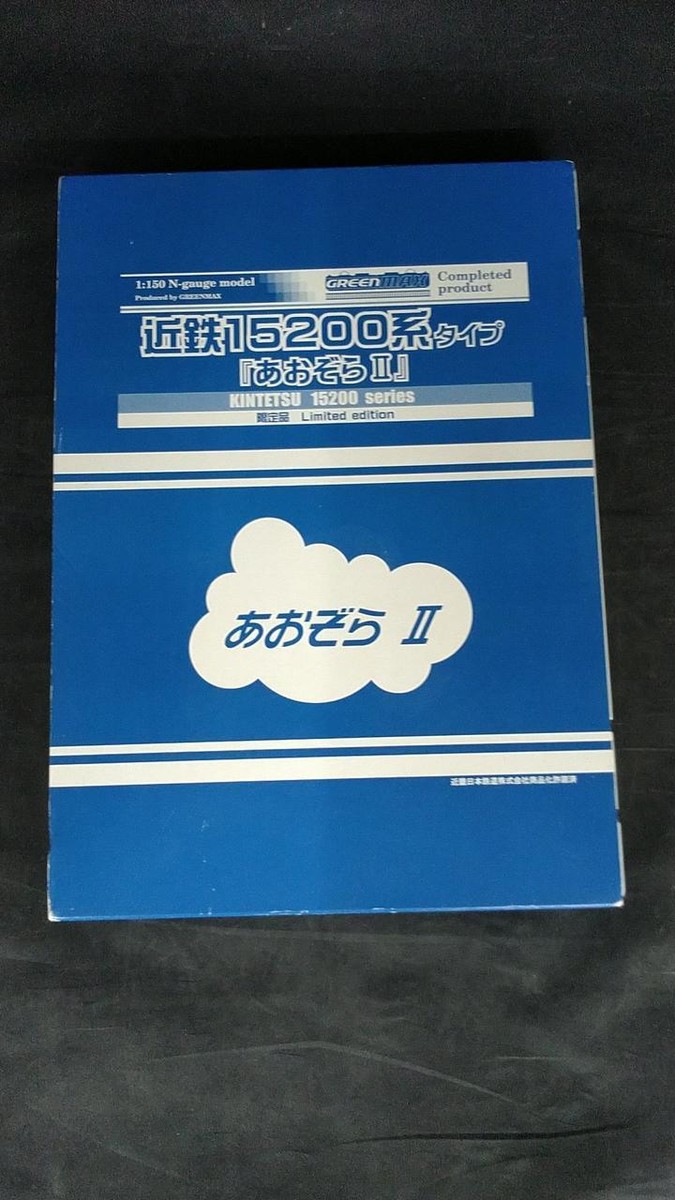 1:150 N-gauge model
Produced by GREENMAX
GREENMAX
Completed
product
近鉄15200系タイプ
『あおぞらⅡ』
KINTETSU 15200 series
限定品 Limited edition
あおぞら Ⅱ
近畿日本鉄道株式会社商品化許諾済